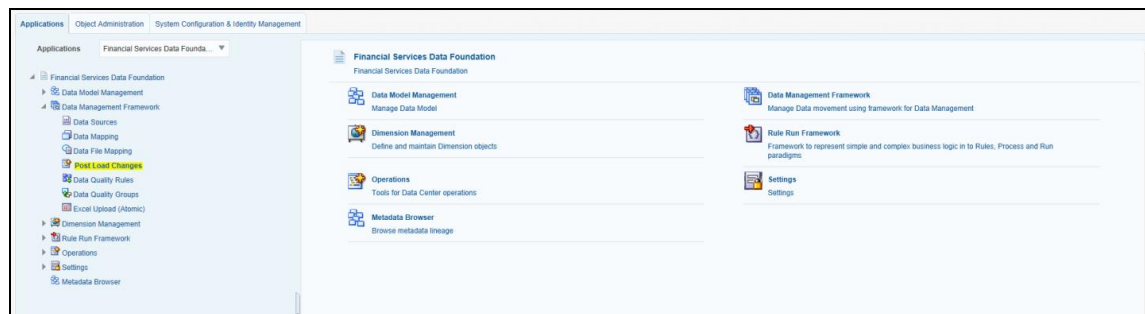 Applications
Object Administration
System Configuration & Identity Management
Applications
Financial Services Data Founda...
Financial Services Data Foundation
Data Model Management
Data Management Framework
Data Sources
Data Mapping
Data File Mapping
Post Load Changes
Data Quality Rules
Data Quality Groups
Excel Upload (Atomic)
Dimension Management
Rule Run Framework
Operations
Settings
Metadata Browser
Financial Services Data Foundation
Financial Services Data Foundation
Data Model Management
Manage Data Model
Data Management Framework
Manage Data movement using framework for Data Management
Dimension Management
Define and maintain Dimension objects
Rule Run Framework
Framework to represent simple and complex business logic in to Rules, Process and Run
paradigms
Operations
Tools for Data Center operations
Settings
Settings
Metadata Browser
Browse metadata lineage